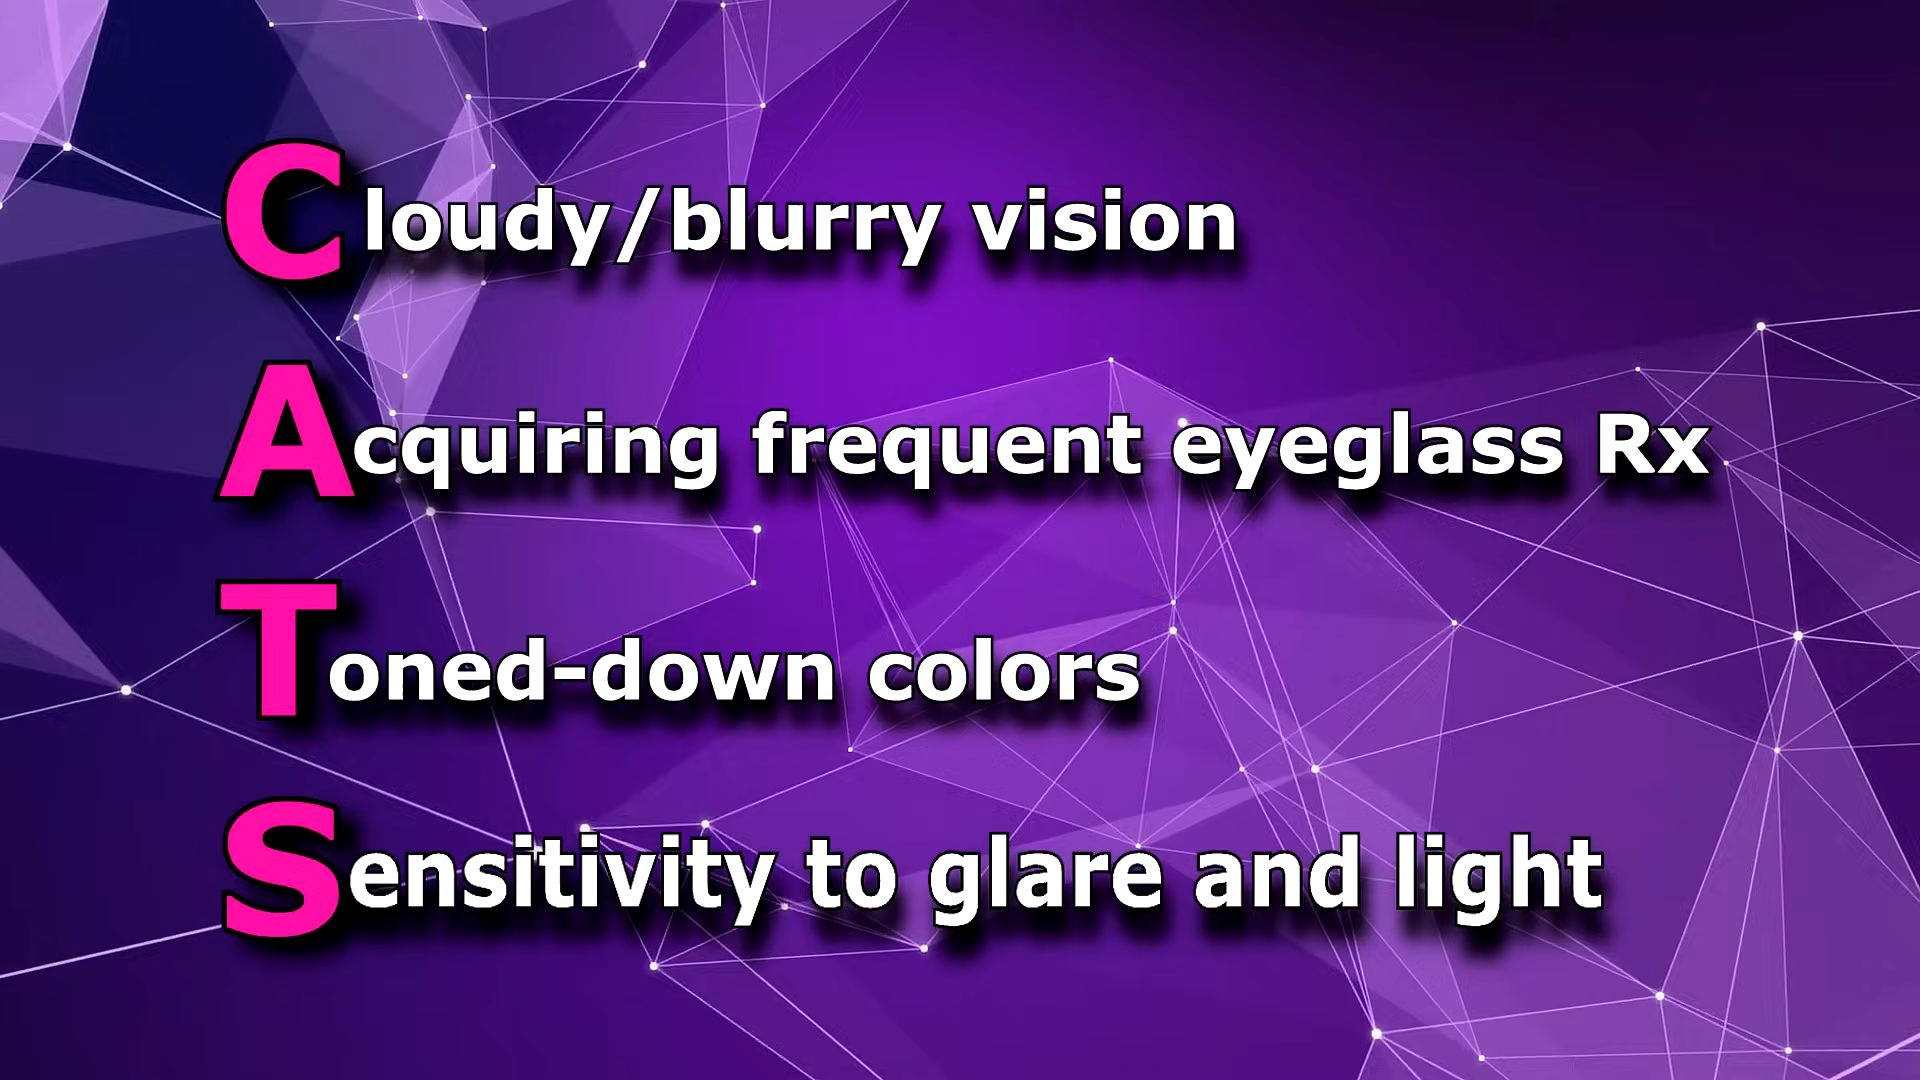 Cloudy/blurry vision
Acquiring frequent eyeglass Rx
Toned-down colors
Sensitivity to glare and light